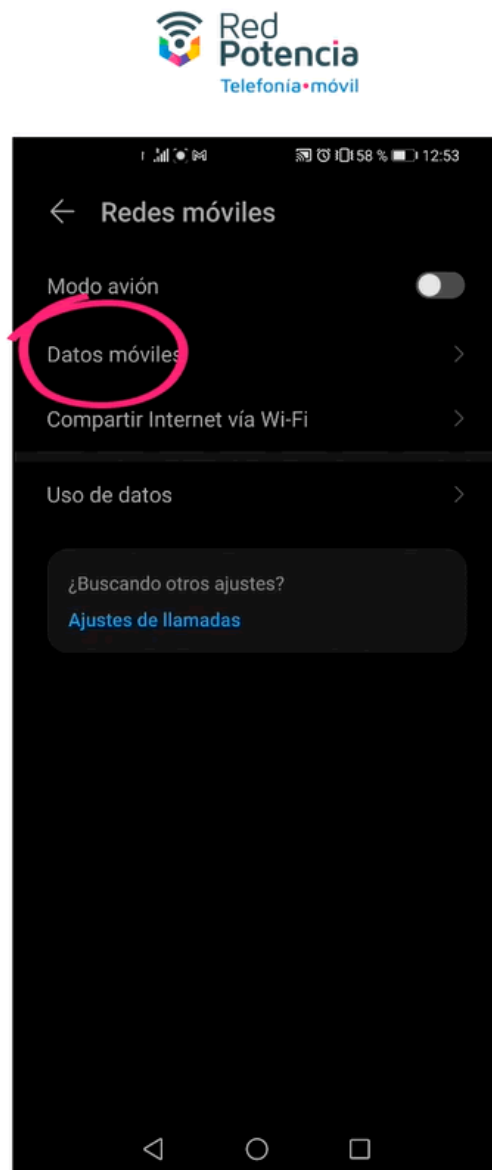 Red
Potencia
Telefonía•móvil
58 % 12:53
Redes móviles
Modo avión
Datos móviles
Compartir Internet vía Wi-Fi
Uso de datos
¿Buscando otros ajustes?
Ajustes de llamadas